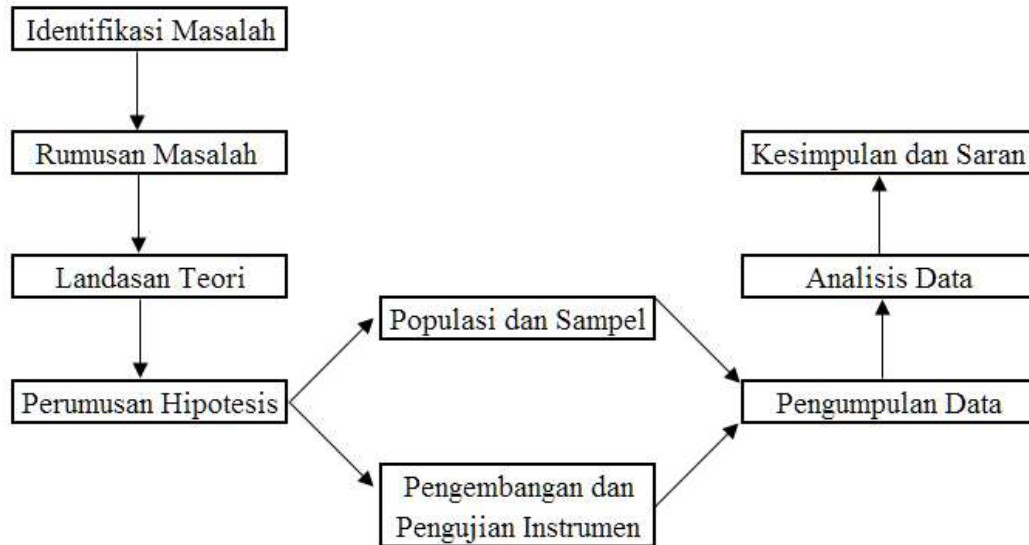 Identifikasi Masalah
Rumusan Masalah
Landasan Teori
Perumusan Hipotesis
Populasi dan Sampel
Pengembangan dan
Pengujian Instrumen
Pengumpulan Data
Analisis Data
Kesimpulan dan Saran